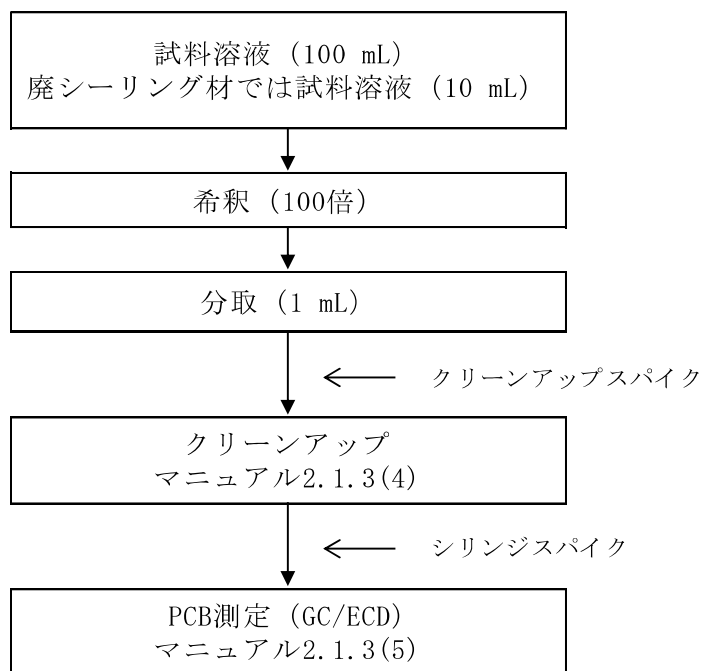 試料溶液 (100 mL)
廃シーリング材では試料溶液 (10 mL)
希釈 (100倍)
分取 (1 mL)
クリーンアップスパイク
クリーンアップ
マニュアル2.1.3(4)
シリンジスパイク
PCB測定 (GC/ECD)
マニュアル2.1.3(5)